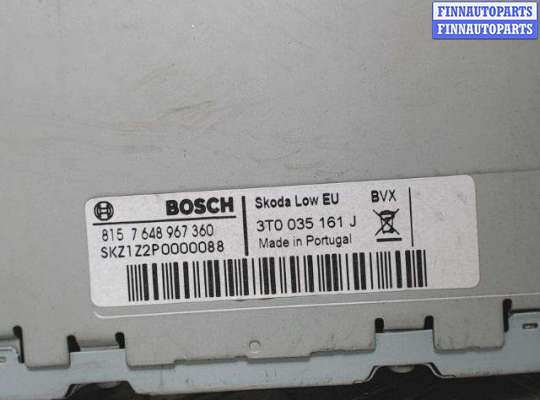 FINNAUTOPARTS
FINNAUTOPARTS
BOSCH
815 7 648 967 360
SKZ1Z2P0000088
Skoda Low EU
BVX
3T0 035 161 J
Made in Portugal